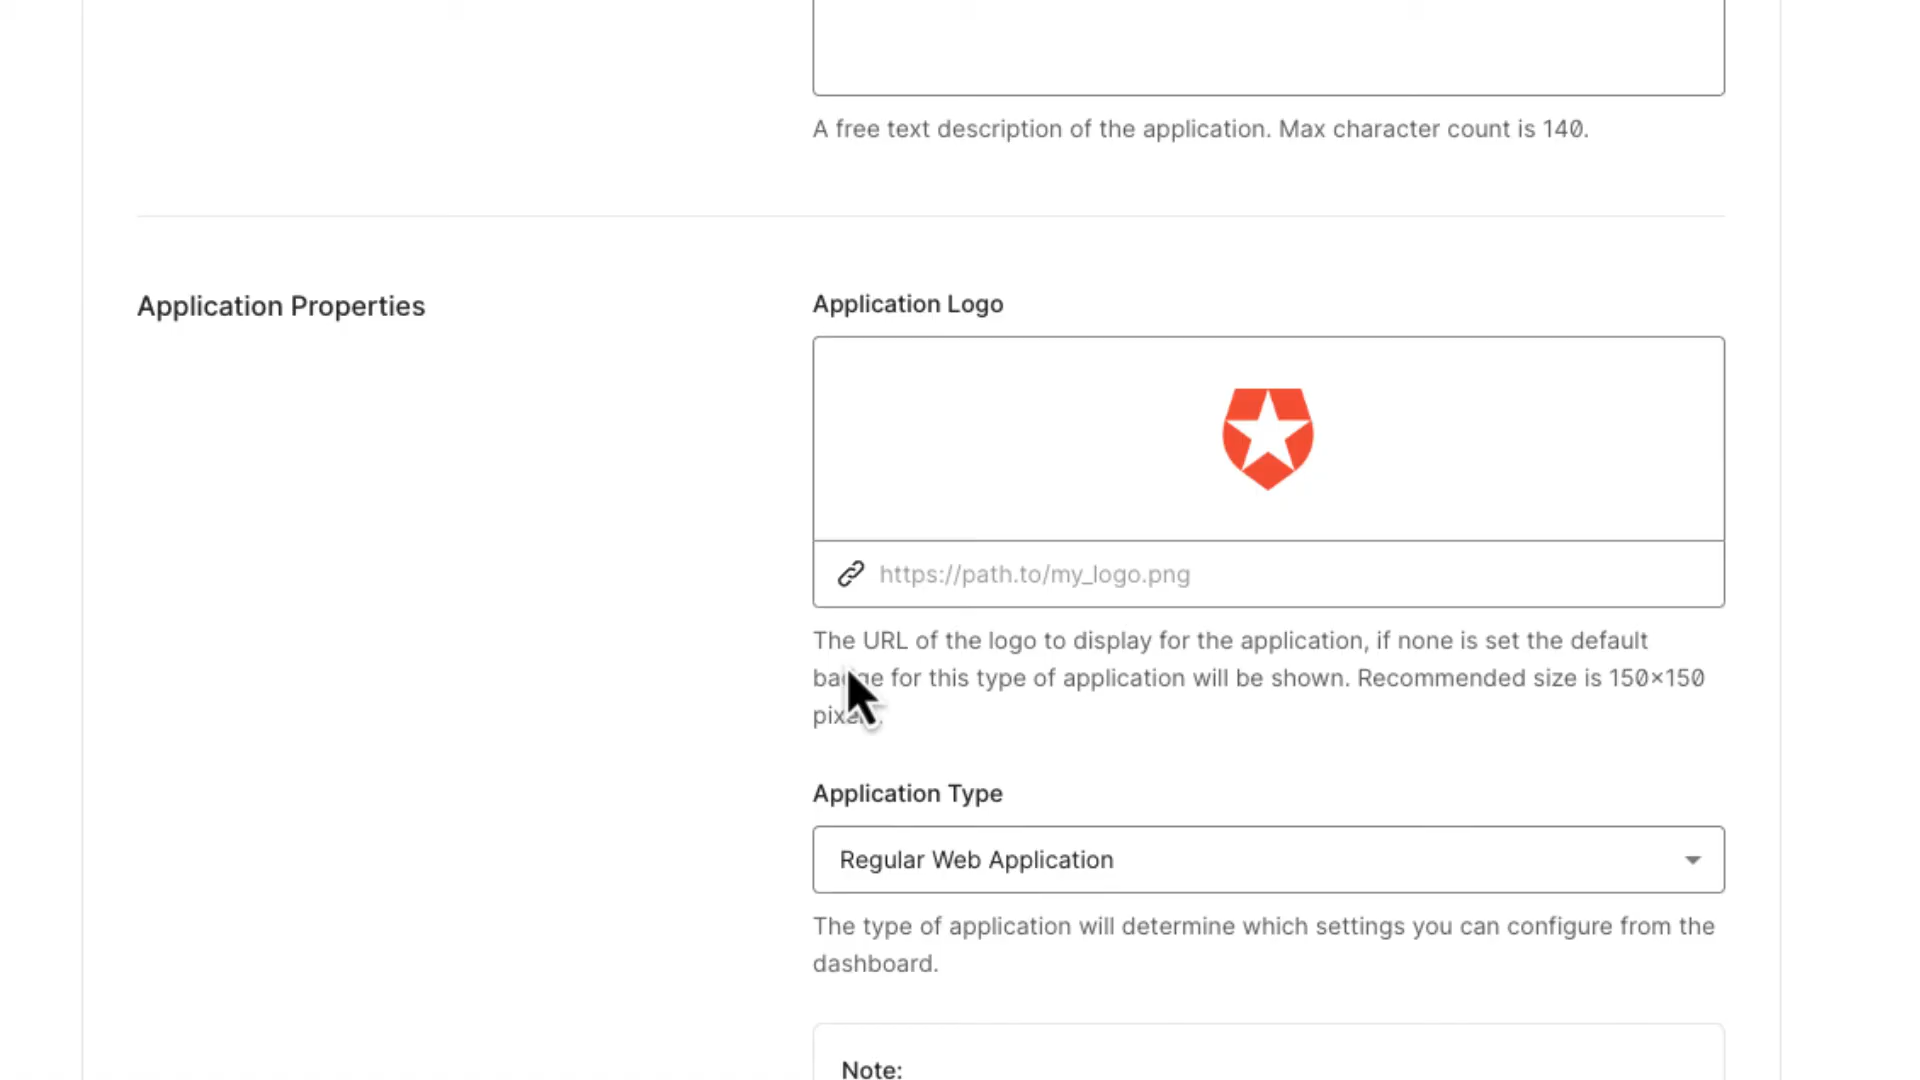 A free text description of the application. Max character count is 140.
Application Properties
Application Logo
https://path.to/my_logo.png
The URL of the logo to display for the application, if none is set the default
for this type of application will be shown. Recommended size is 150×150
Application Type
Regular Web Application
The type of application will determine which settings you can configure from the
dashboard.
Note: